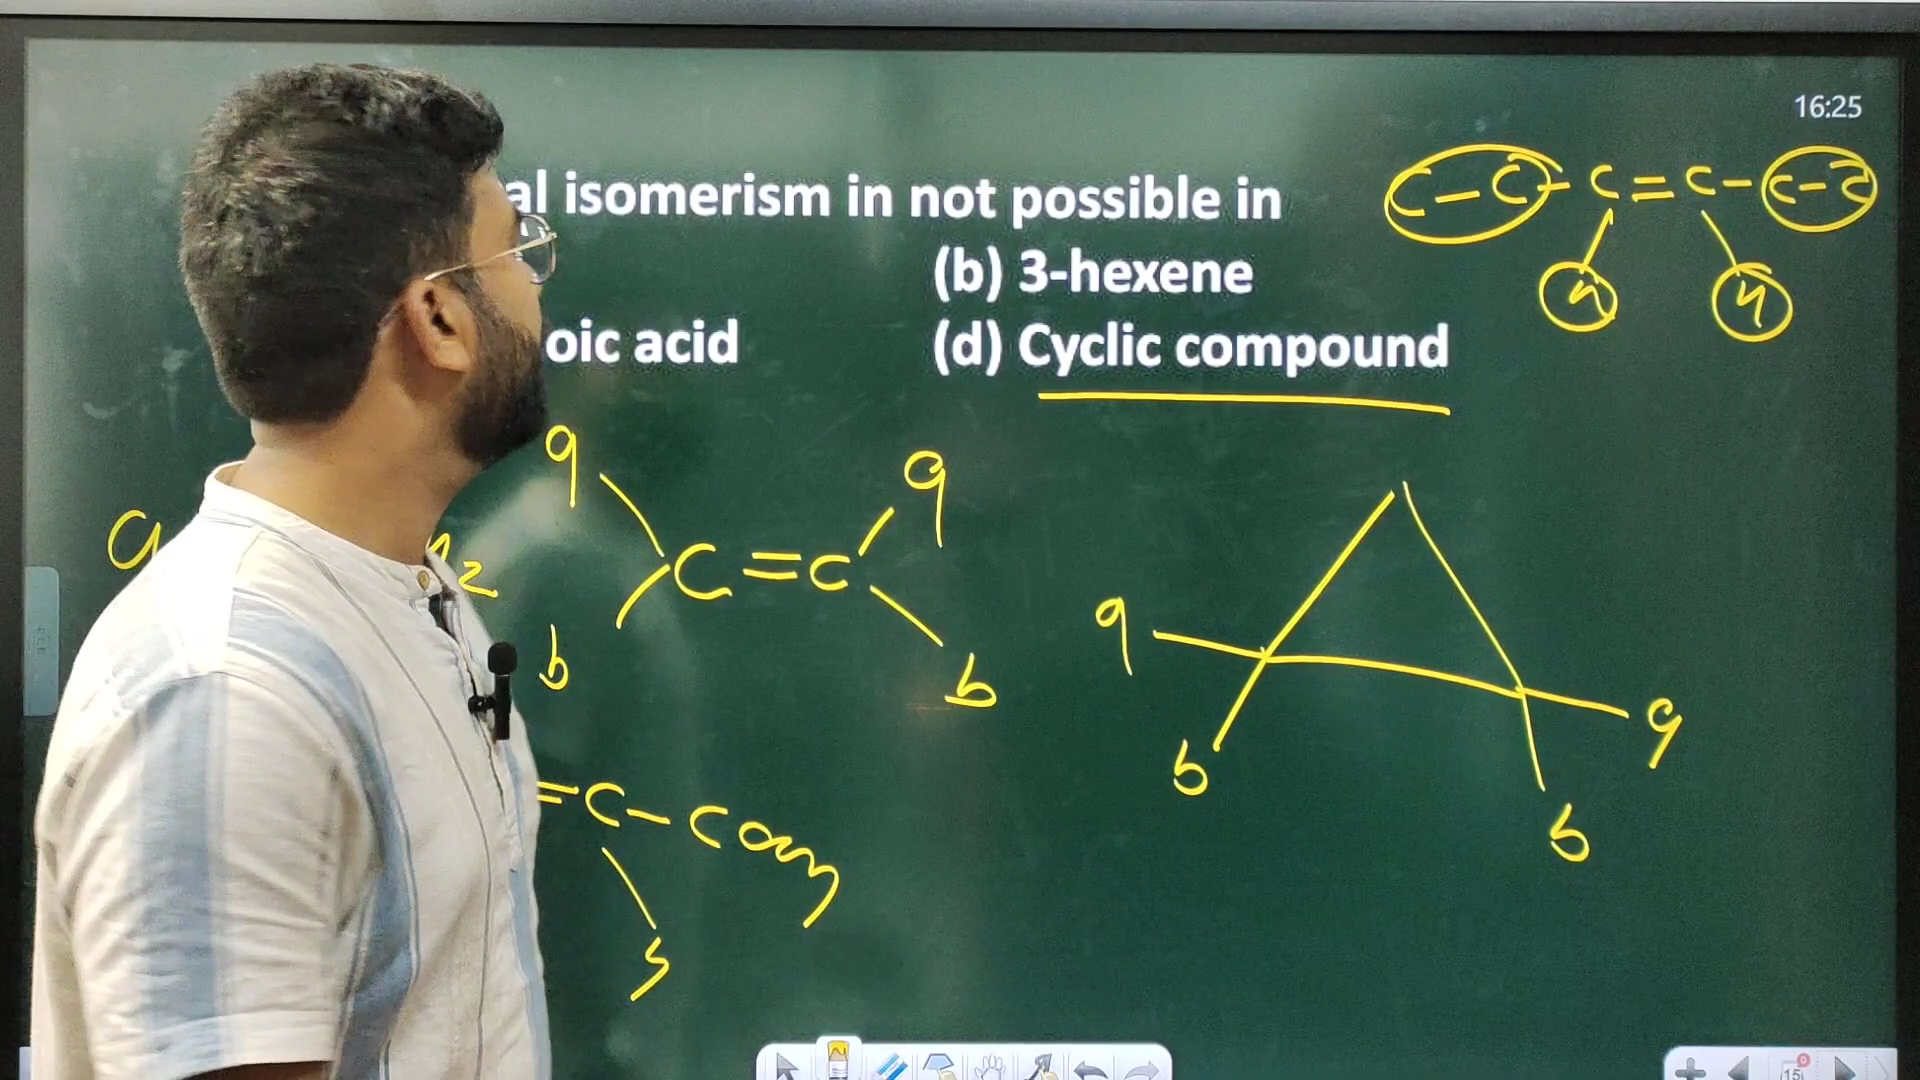 16:25
al isomerism in not possible in
(b) 3-hexene
oic acid (d) Cyclic compound
C - C - C = C - C - C
H H
a a
C = C
b b
a a
b b
= C - COOH